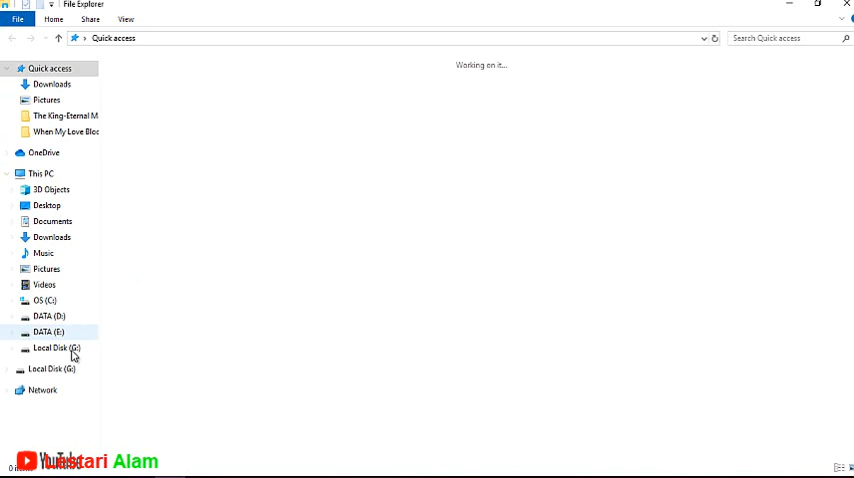 File Explorer
File
Home
Share
View
Quick access
Search Quick access
Working on it...
Quick access
Downloads
Pictures
The King-Eternal M
When My Love Bloo
OneDrive
This PC
3D Objects
Desktop
Documents
Downloads
Music
Pictures
Videos
OS (C:)
DATA (D:)
DATA (E:)
Local Disk (G:)
Local Disk (G:)
Network
Lestari Alam
YouTube